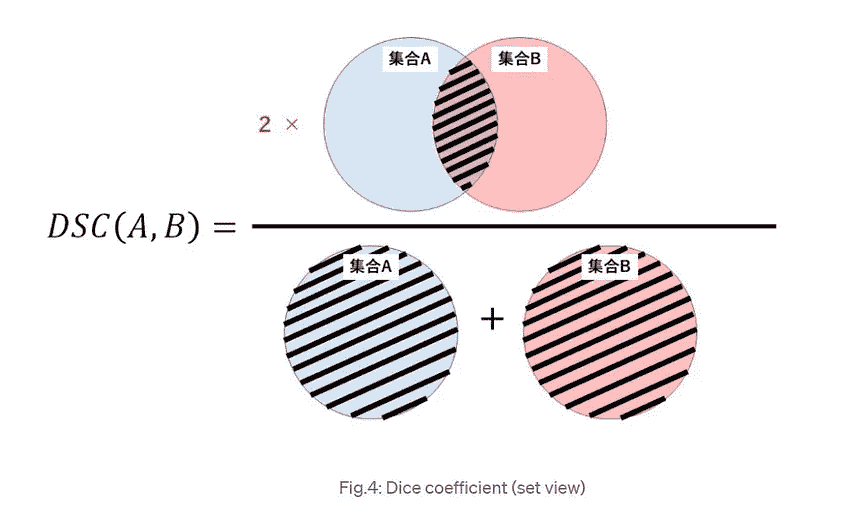 集合A 集合B
2 ×
DSC(A,B) =
集合A + 集合B
Fig.4: Dice coefficient (set view)